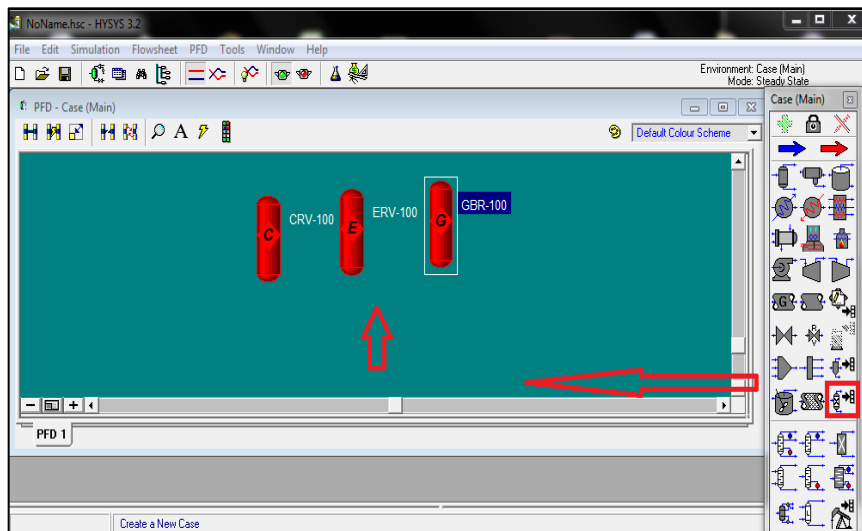 NoName.hsc - HYSYS 3.2
File Edit Simulation Flowsheet PFD Tools Window Help
Environment: Case (Main)
Mode: Steady State
PFD - Case (Main)
Case (Main)
A
Default Colour Scheme
C
CRV-100
E
ERV-100
G
GBR-100
G
R
PFD 1
Create a New Case